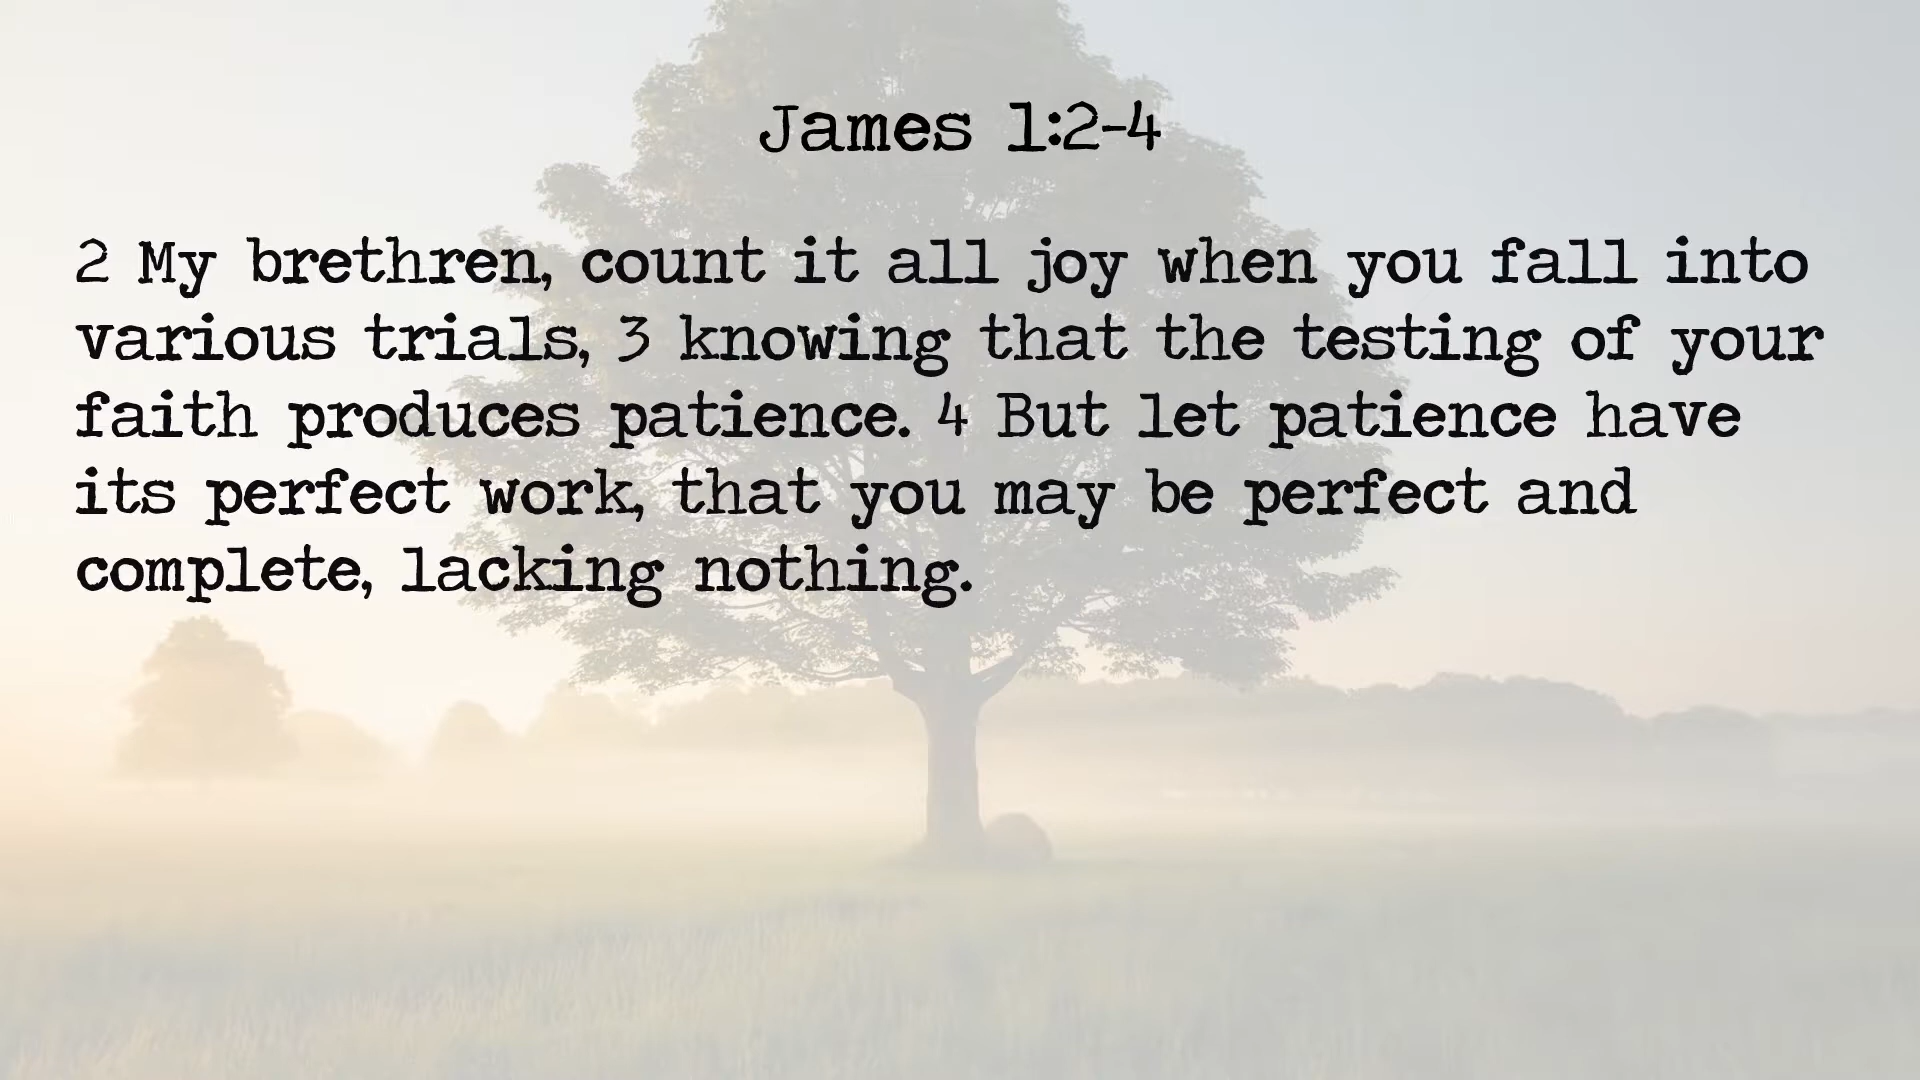 James 1:2-4
2 My brethren, count it all joy when you fall into
various trials, 3 knowing that the testing of your
faith produces patience. 4 But let patience have
its perfect work, that you may be perfect and
complete, lacking nothing.